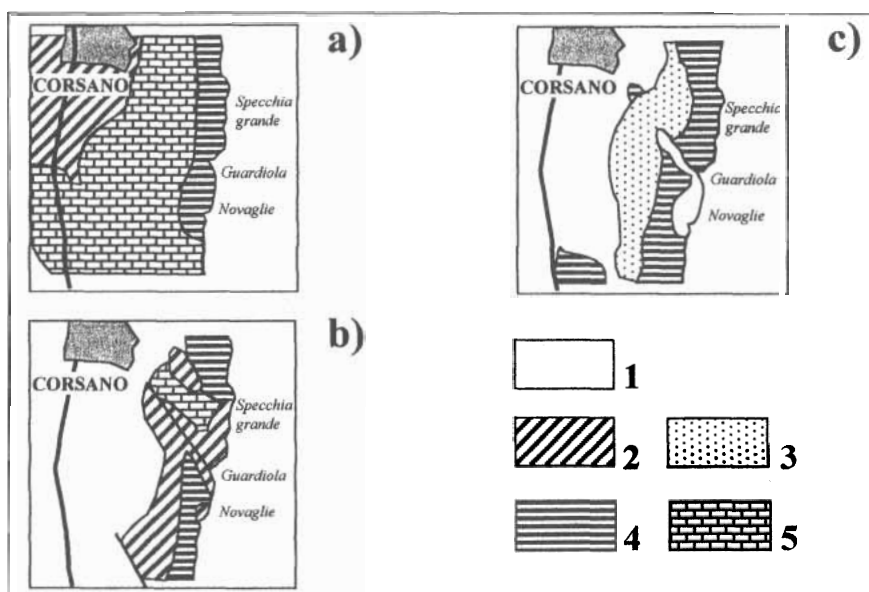 a)
CORSANO
Specchia
grande
Guardiola
Novaglie
b)
CORSANO
Specchia
grande
Guardiola
Novaglie
c)
CORSANO
Specchia
grande
Guardiola
Novaglie
1
2
3
4
5